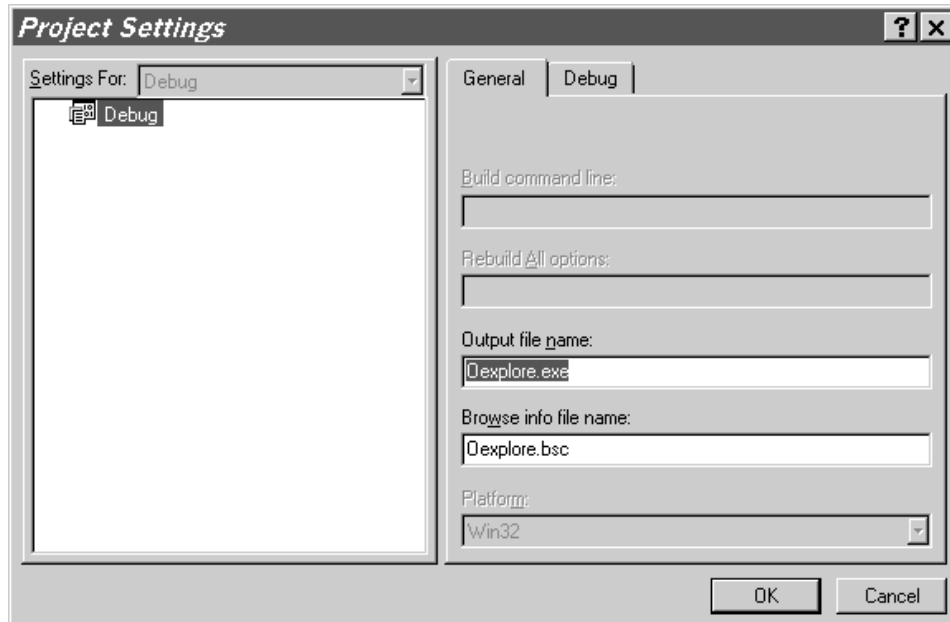 Project Settings
Settings For: Debug
Debug
General Debug
Build command line:
Rebuild All options:
Output file name:
Oexplore.exe
Browse info file name:
Oexplore.bsc
Platform:
Win32
OK Cancel